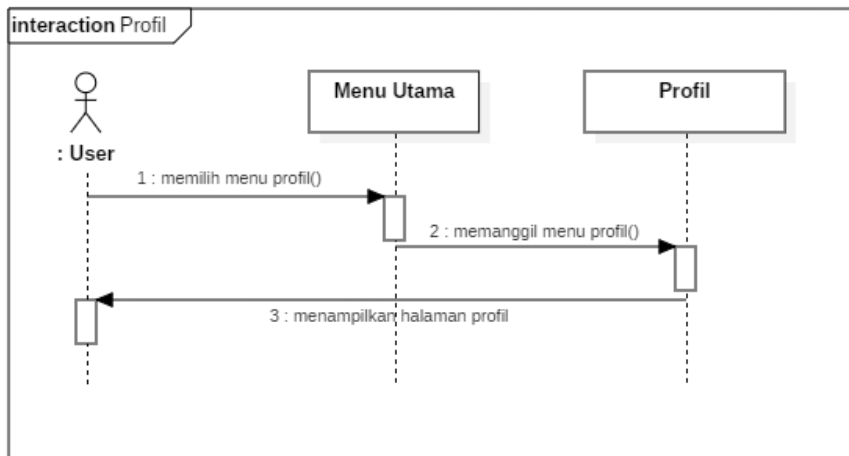 interaction Profil
Menu Utama
Profil
: User
1 : memilih menu profil()
2 : memanggil menu profil()
3 : menampilkan halaman profil